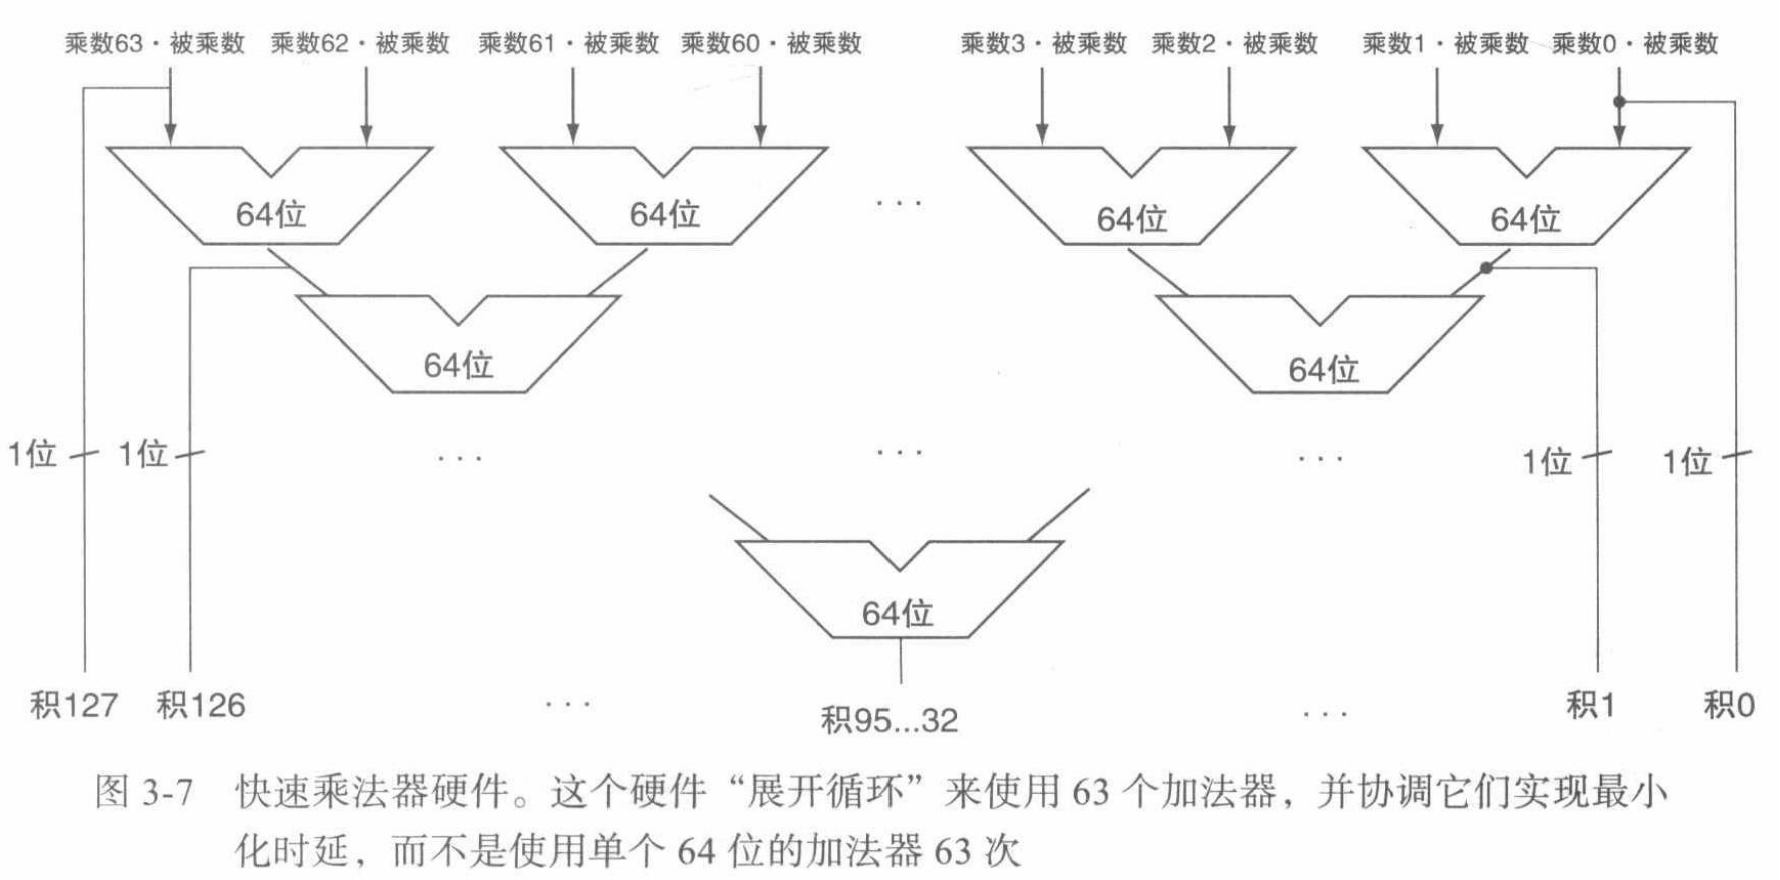 乘数63·被乘数 乘数62·被乘数 乘数61·被乘数 乘数60·被乘数 乘数3·被乘数 乘数2·被乘数 乘数1·被乘数 乘数0·被乘数
64位 64位 ... 64位 64位
64位 64位
1位 1位 ... ... ... 1位 1位
64位
积127 积126 ... 积95...32 ... 积1 积0
图 3-7 快速乘法器硬件。这个硬件“展开循环”来使用 63 个加法器，并协调它们实现最小
化时延，而不是使用单个 64 位的加法器 63 次